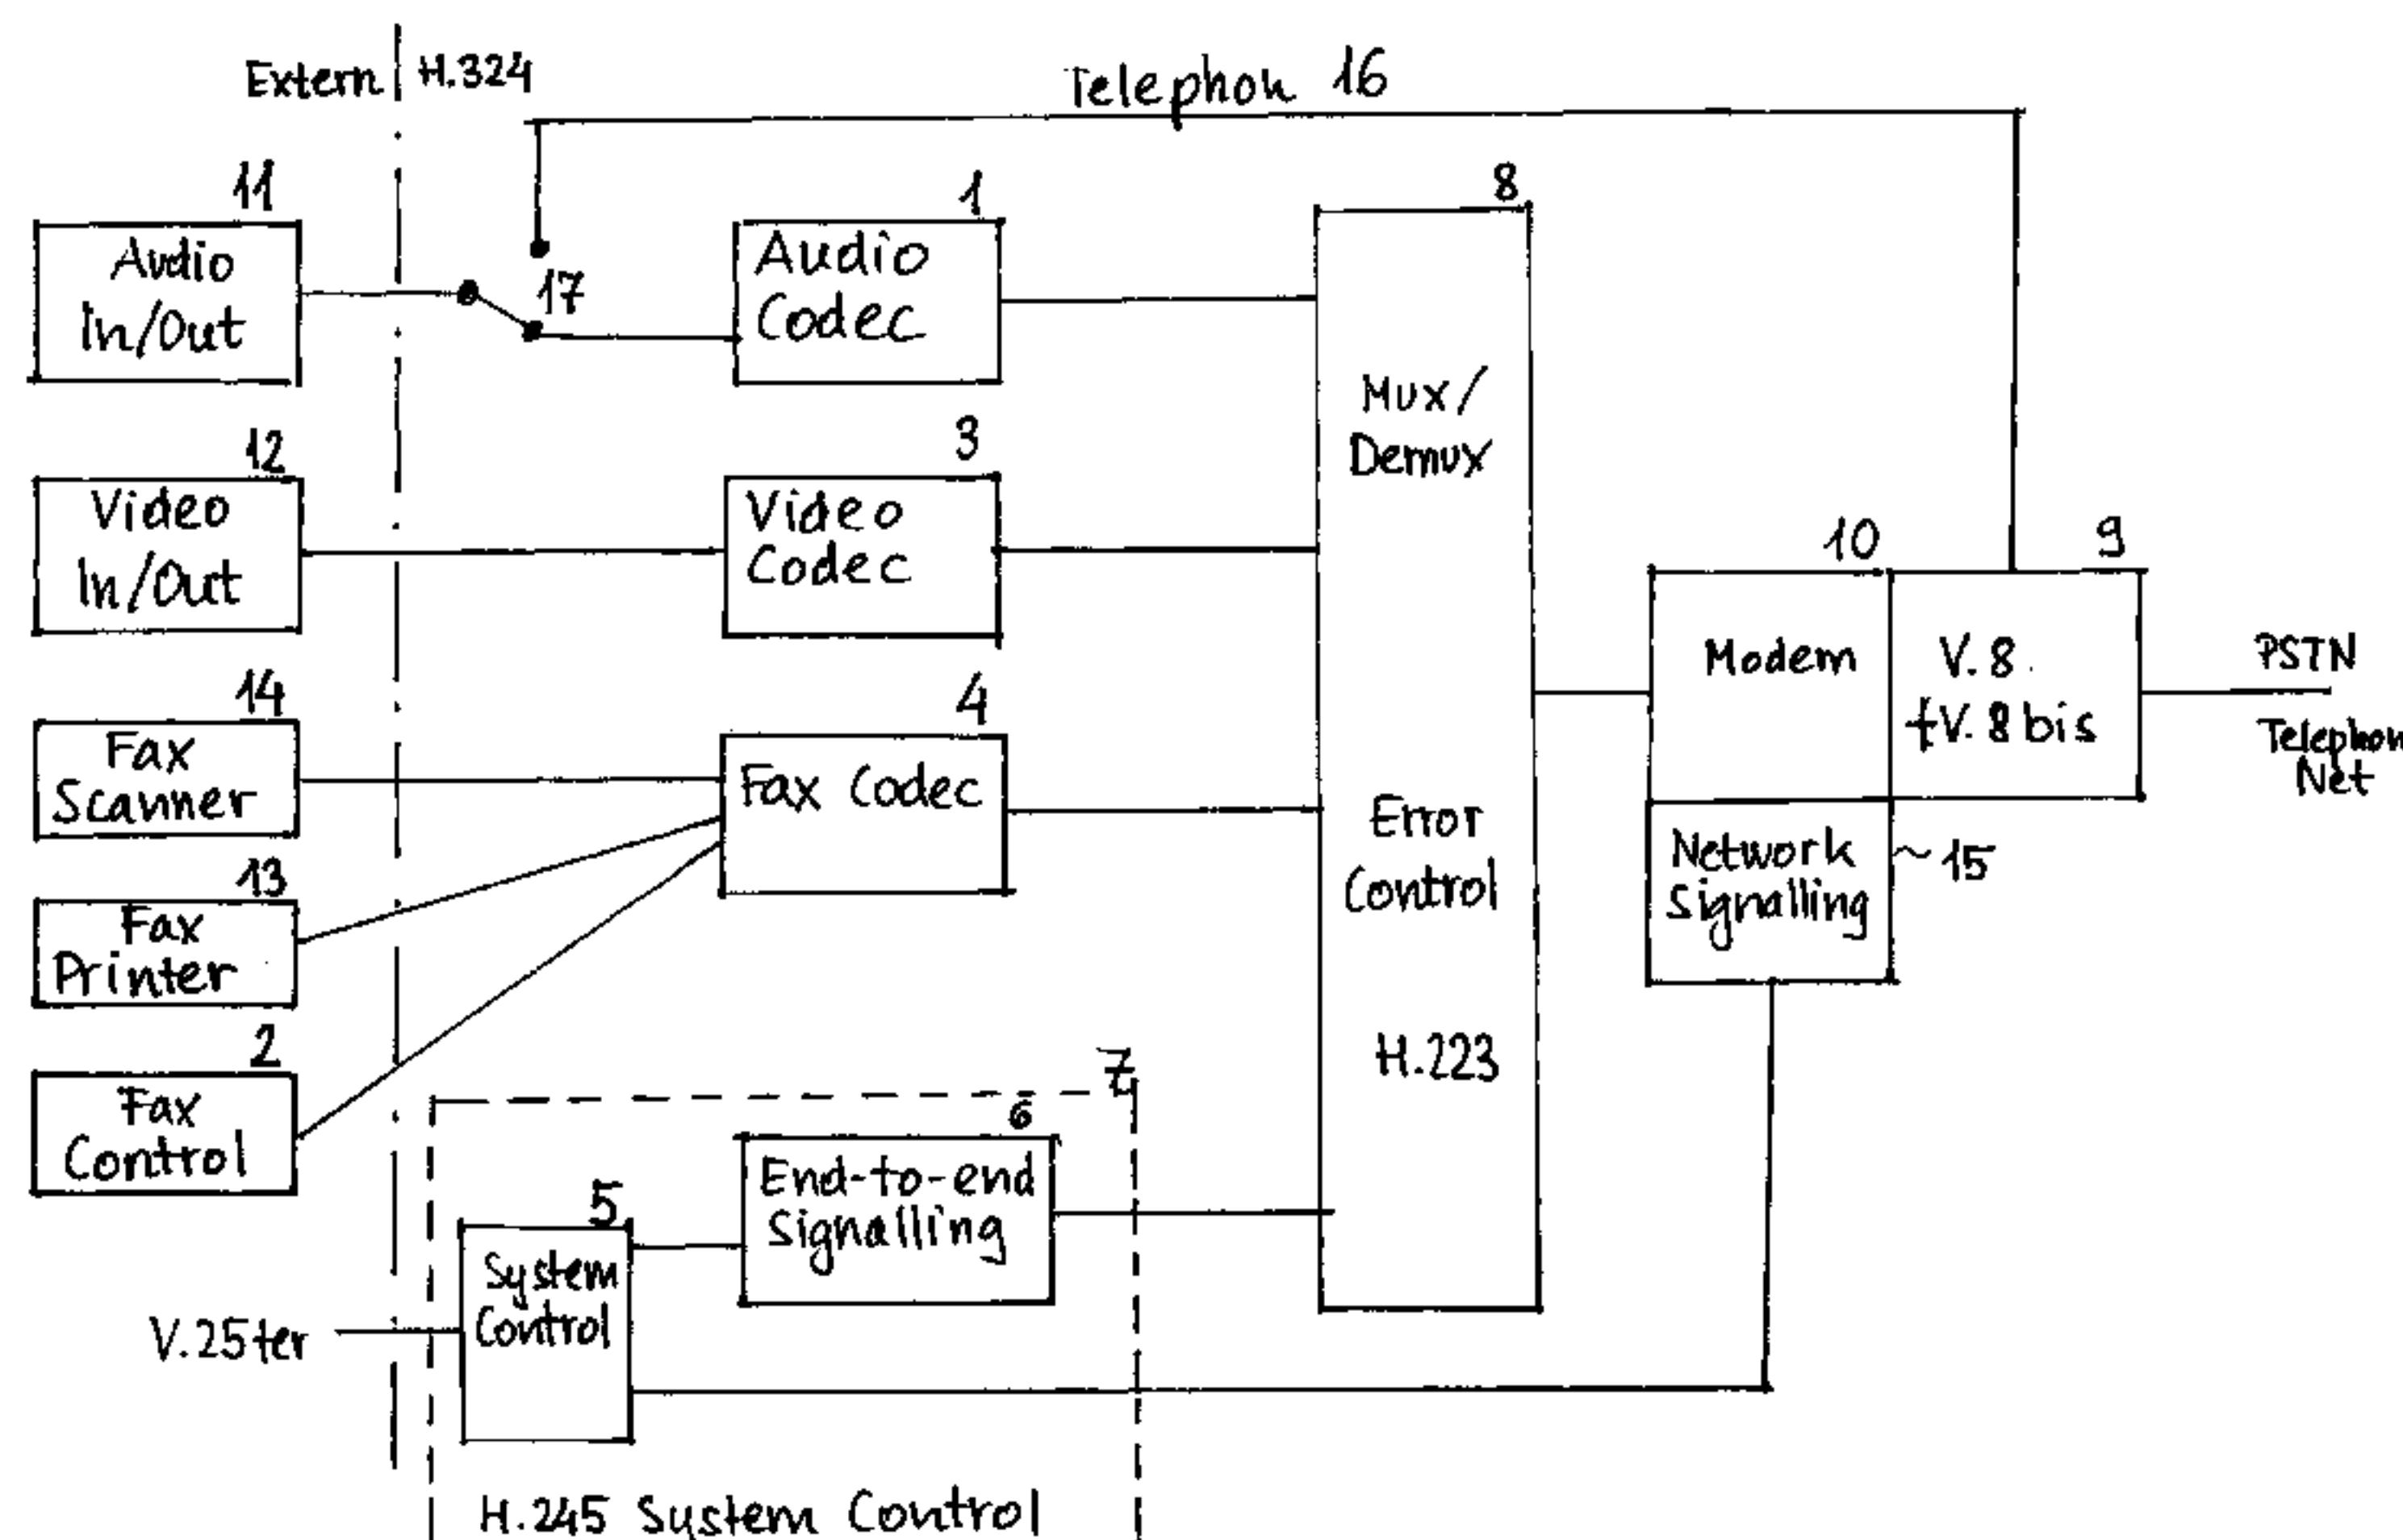 Extern H.324
Telephon 16
11
Audio
In/Out
17
1
Audio
Codec
8
Mux/
Demux
Error
Control
H.223
12
Video
In/Out
3
Video
Codec
14
Fax
Scanner
4
Fax Codec
13
Fax
Printer
2
Fax
Control
10
Modem
9
V.8
+V.8 bis
PSTN
Telephon
Net
Network
Signalling
15
7
6
End-to-end
Signalling
5
System
Control
V.25ter
H.245 System Control